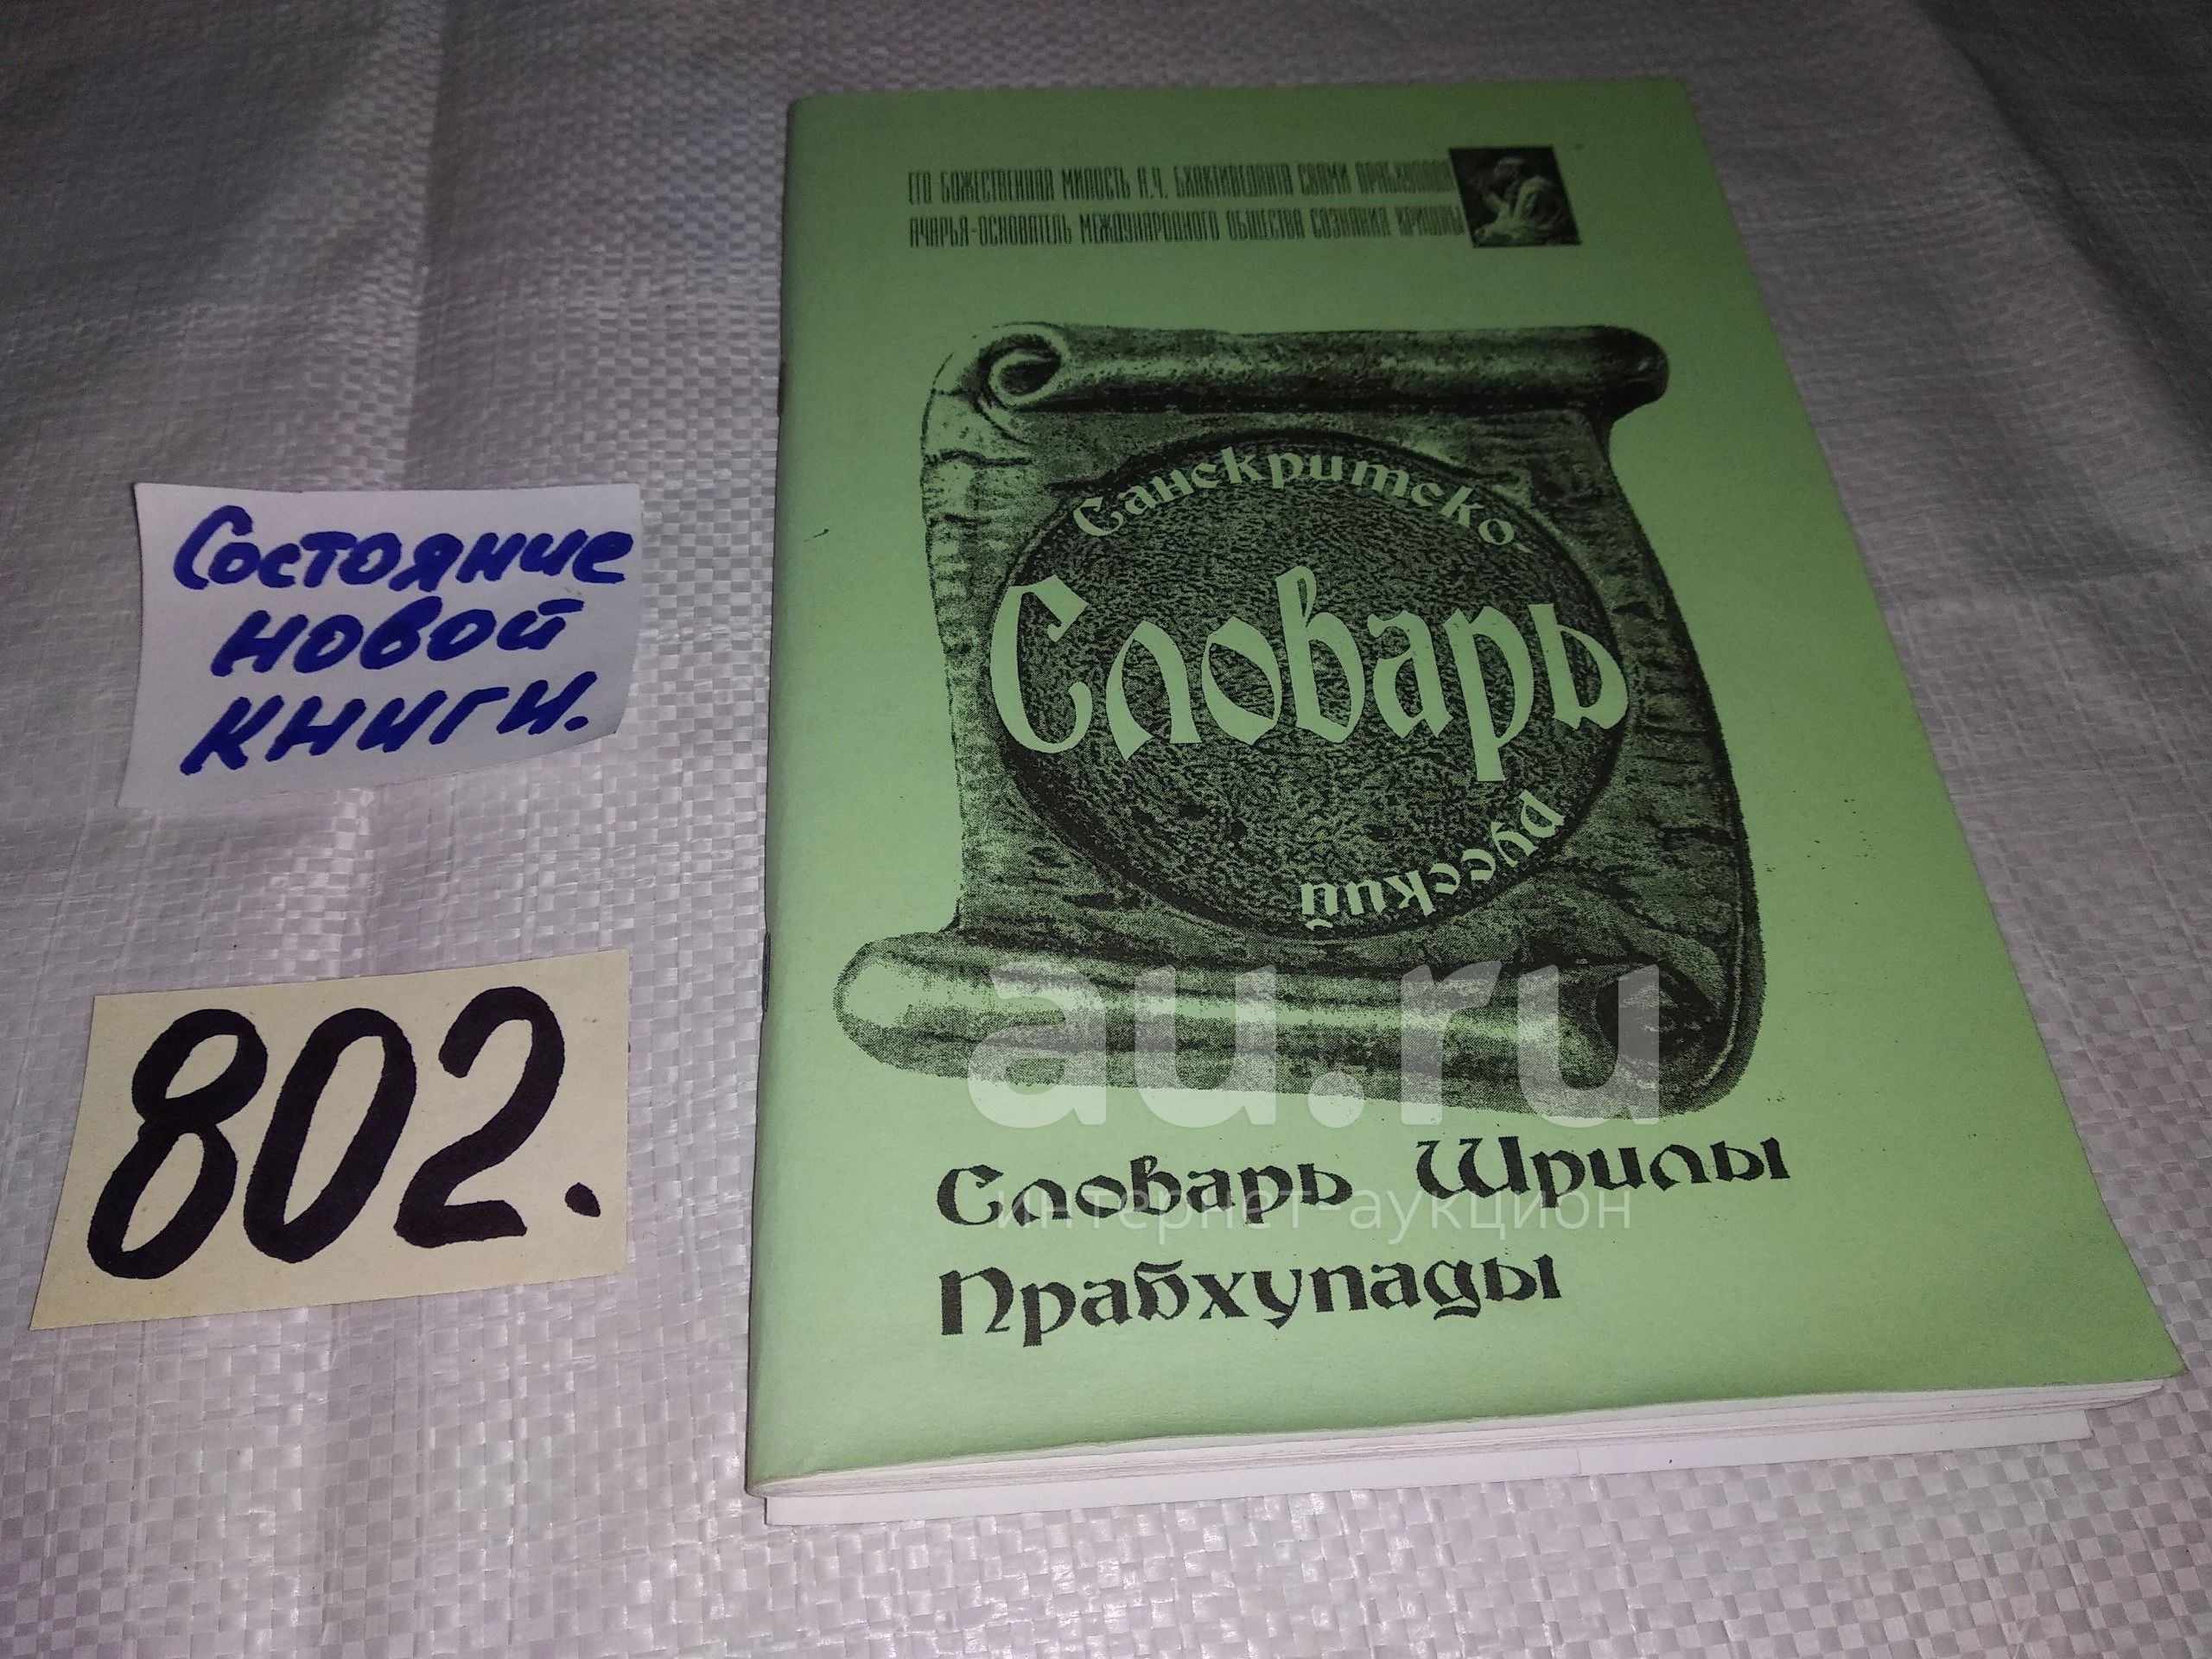 ЕГО БОЖЕСТВЕННАЯ МИЛОСТЬ А.Ч. БХАКТИВЕДАНТА СВАМИ ПРАБХУПАДА
АЧАРЬЯ-ОСНОВАТЕЛЬ МЕЖДУНАРОДНОГО ОБЩЕСТВА СОЗНАНИЯ КРИШНЫ
Санскритско-
Словарь
русский
Состояние
новой
книги.
802.
au.ru
интернет-аукцион
Словарь Шрилы
Прабхупады